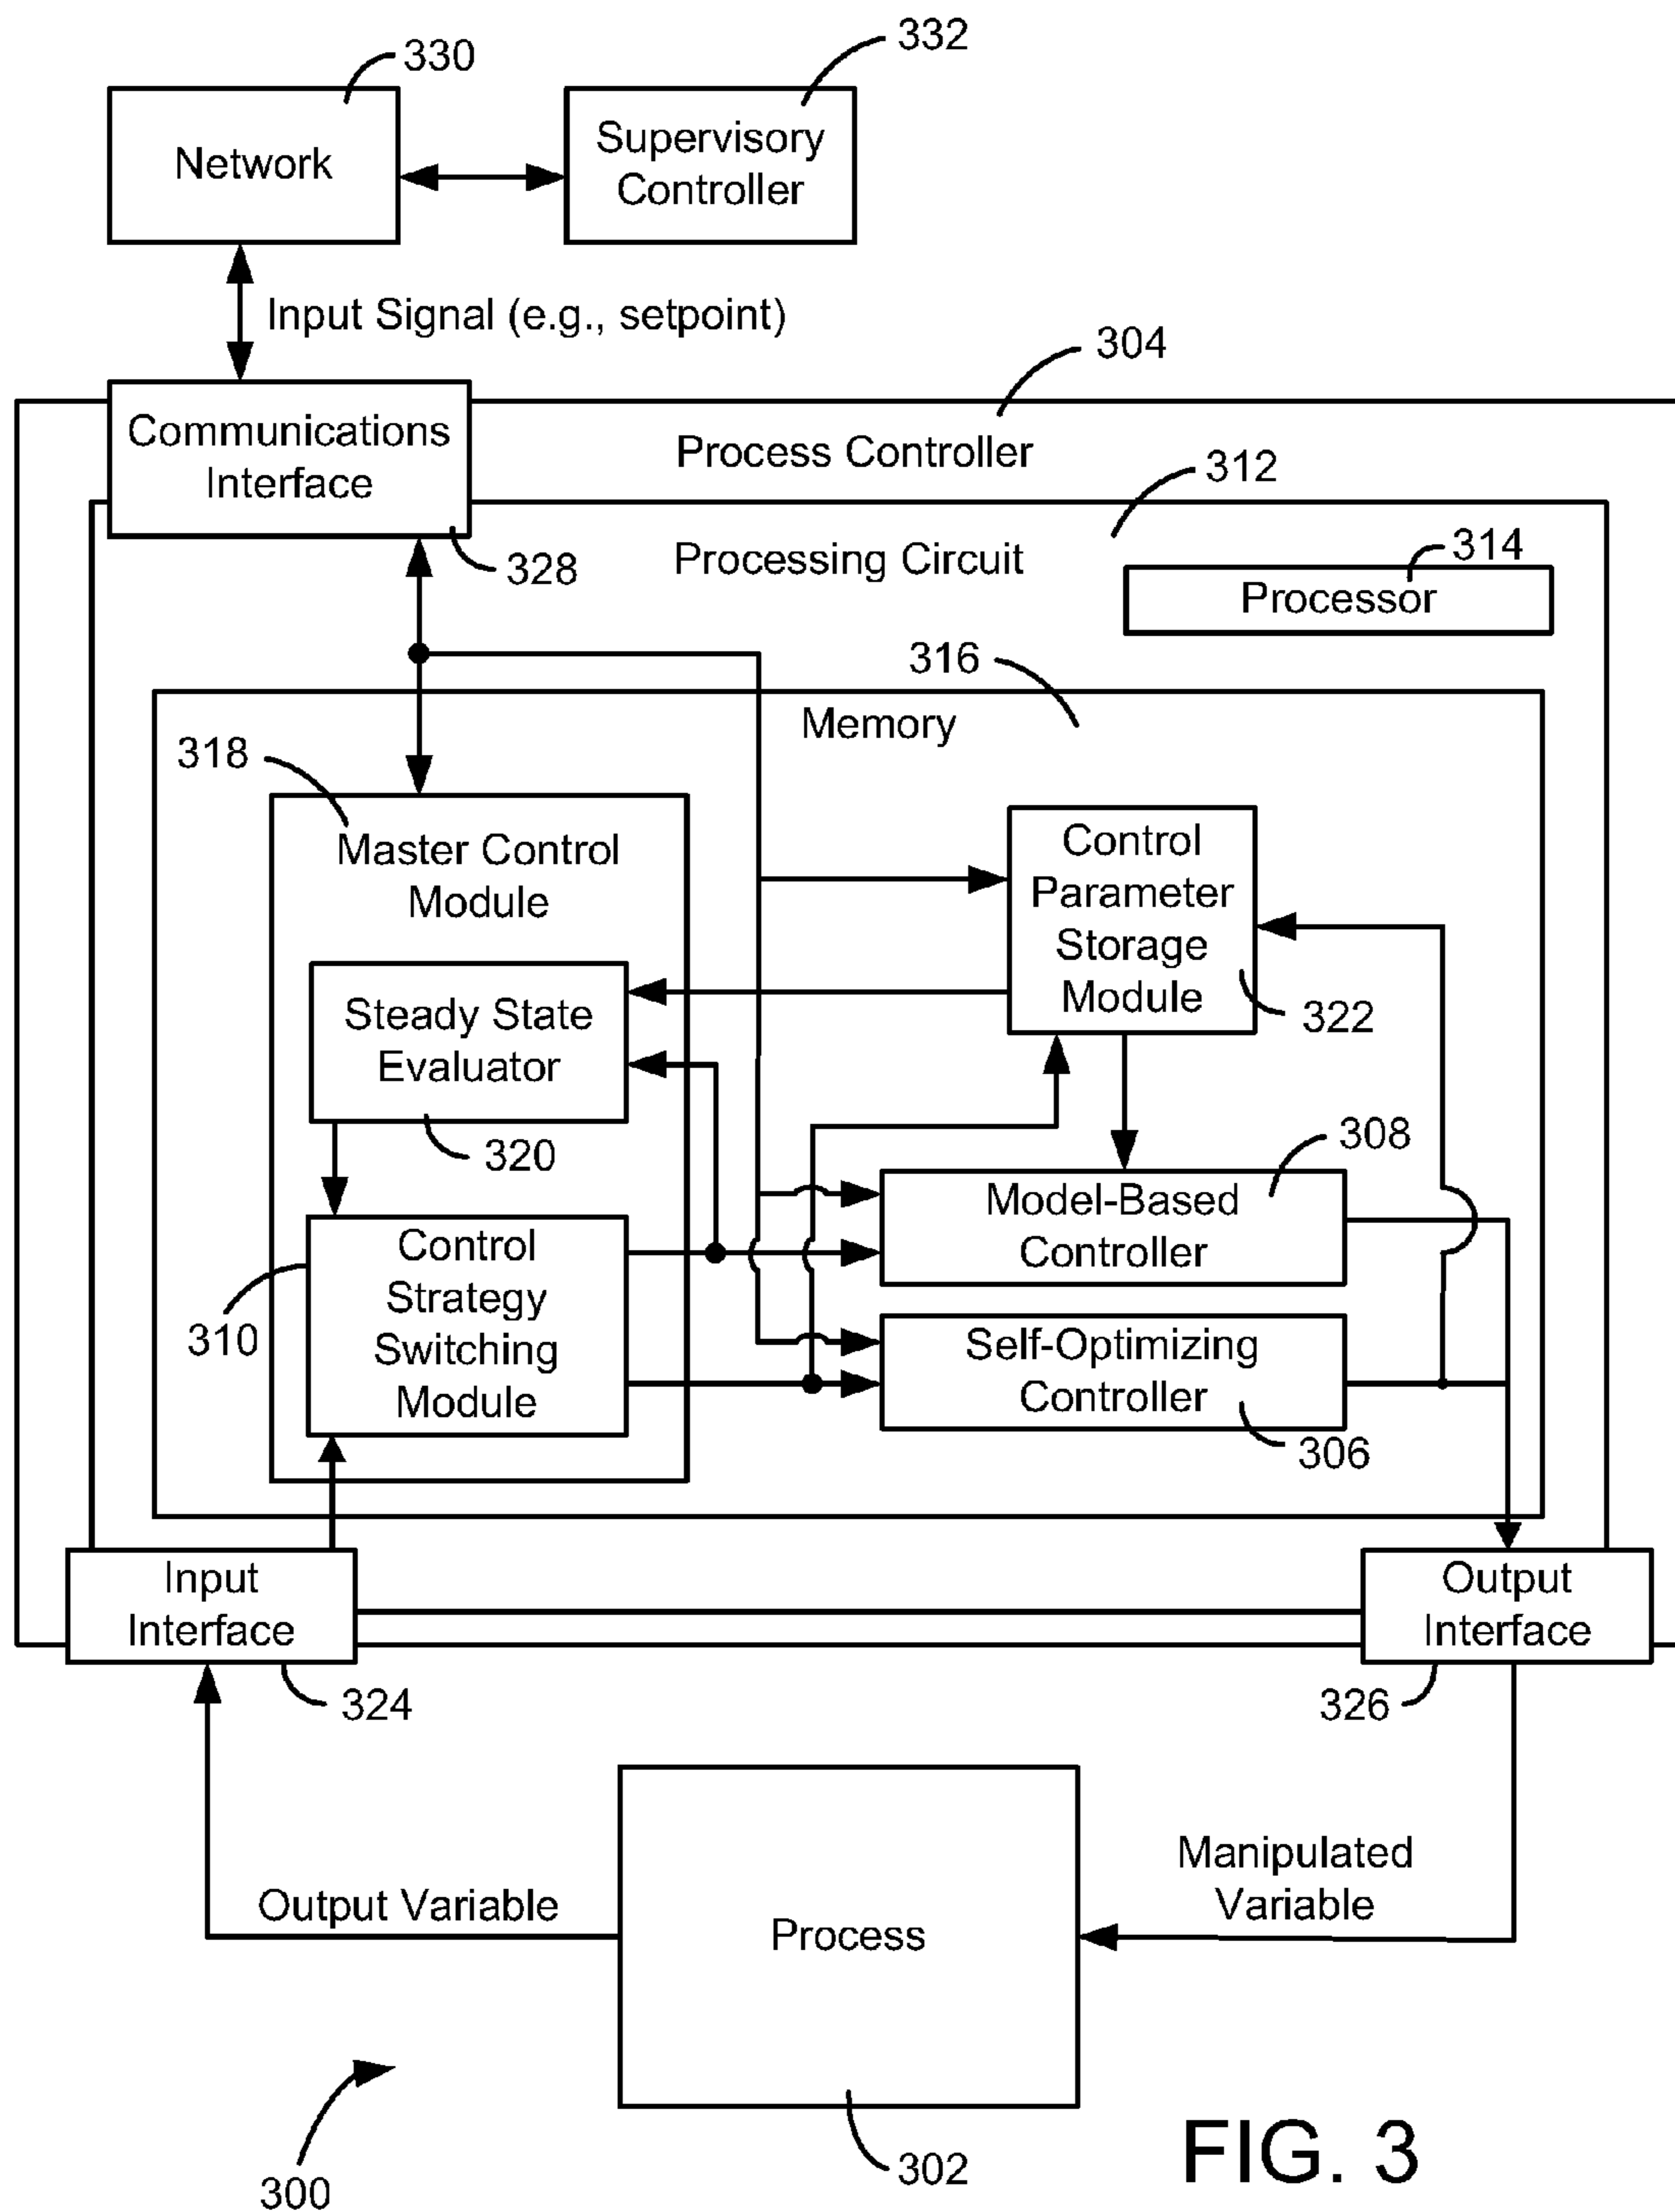 330
332
Network
Supervisory
Controller
Input Signal (e.g., setpoint)
304
Communications
Interface
Process Controller
312
328
Processing Circuit
314
Processor
316
Memory
318
Master Control
Module
Control
Parameter
Storage
Module
322
Steady State
Evaluator
320
308
Model-Based
Controller
Control
Strategy
Switching
Module
310
Self-Optimizing
Controller
306
Input
Interface
324
Output
Interface
326
Manipulated
Variable
Output Variable
Process
302
300
FIG. 3